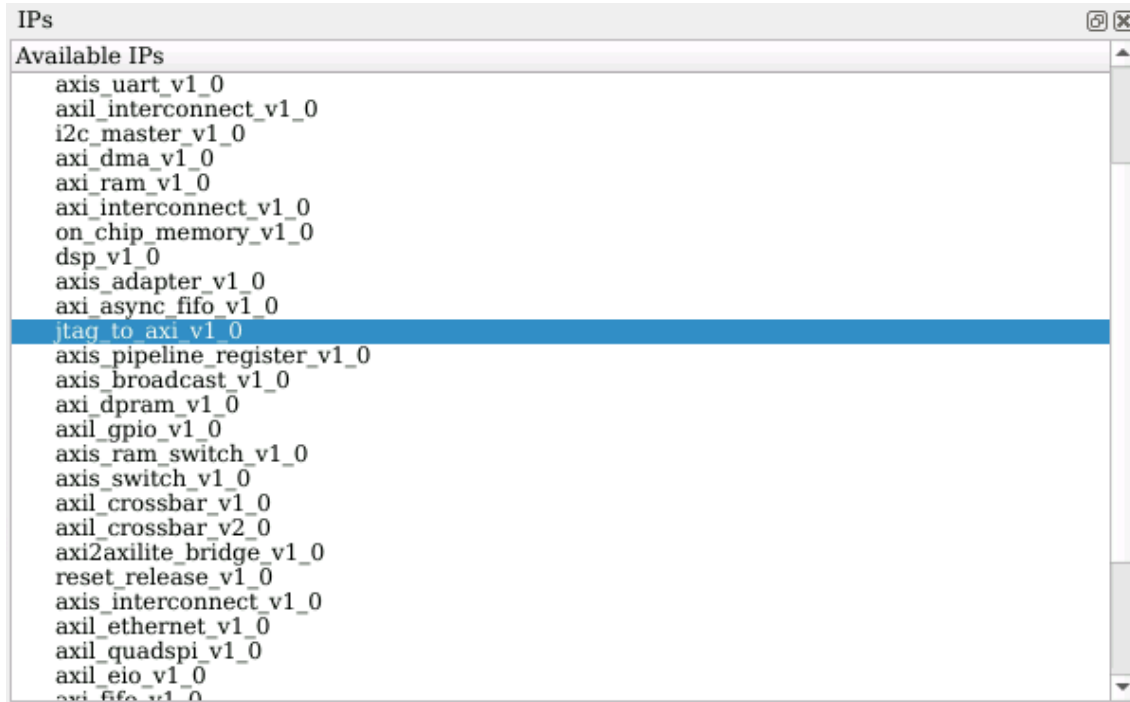 IPs
Available IPs
axis_uart_v1_0
axil_interconnect_v1_0
i2c_master_v1_0
axi_dma_v1_0
axi_ram_v1_0
axi_interconnect_v1_0
on_chip_memory_v1_0
dsp_v1_0
axis_adapter_v1_0
axi_async_fifo_v1_0
jtag_to_axi_v1_0
axis_pipeline_register_v1_0
axis_broadcast_v1_0
axi_dpram_v1_0
axil_gpio_v1_0
axis_ram_switch_v1_0
axis_switch_v1_0
axil_crossbar_v1_0
axil_crossbar_v2_0
axi2axilite_bridge_v1_0
reset_release_v1_0
axis_interconnect_v1_0
axil_ethernet_v1_0
axil_quadspi_v1_0
axil_eio_v1_0
axi_fifo_v1_0